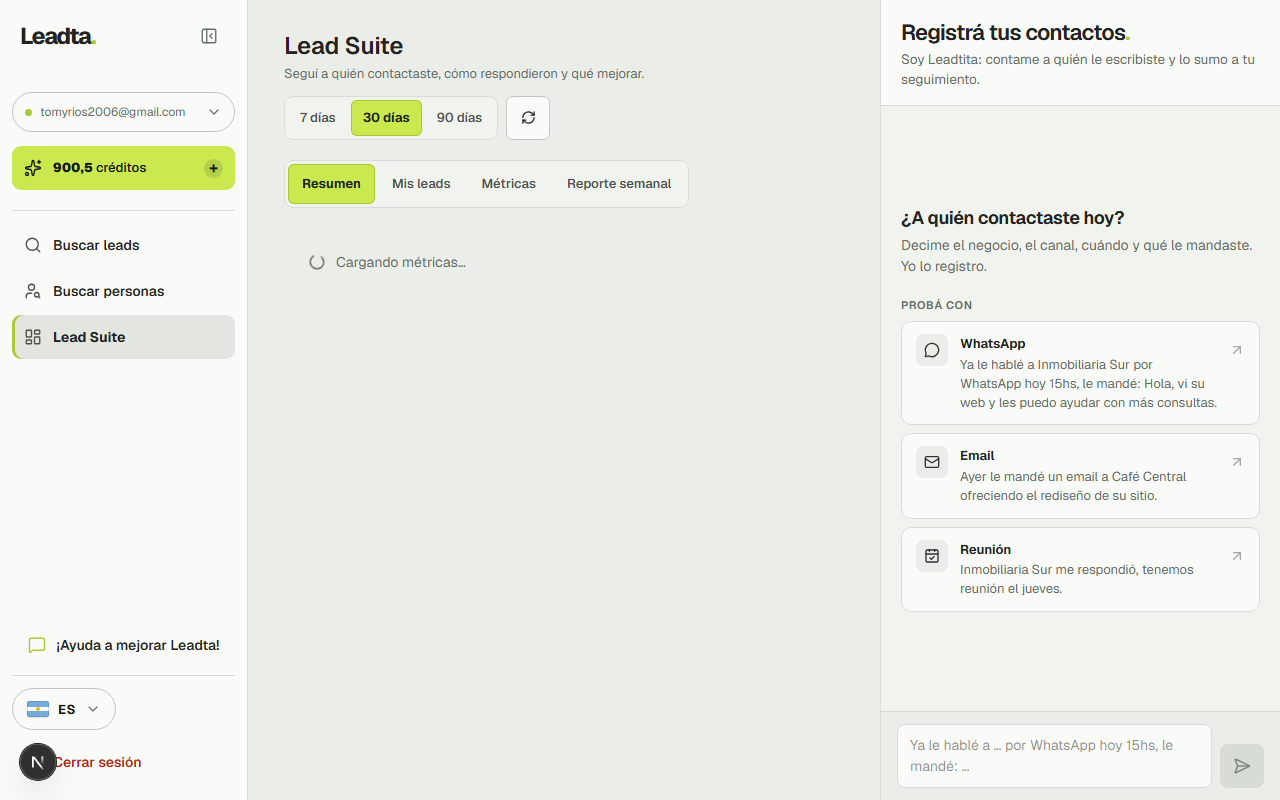 Leadta.
tomyrios2006@gmail.com
900,5 créditos
Buscar leads
Buscar personas
Lead Suite
¡Ayuda a mejorar Leadta!
ES
N
Cerrar sesión
Lead Suite
Seguí a quién contactaste, cómo respondieron y qué mejorar.
7 días 30 días 90 días
Resumen Mis leads Métricas Reporte semanal
Cargando métricas…
Registrá tus contactos.
Soy Leadtita: contame a quién le escribiste y lo sumo a tu
seguimiento.
¿A quién contactaste hoy?
Decime el negocio, el canal, cuándo y qué le mandaste.
Yo lo registro.
PROBÁ CON
WhatsApp
Ya le hablé a Inmobiliaria Sur por
WhatsApp hoy 15hs, le mandé: Hola, vi su
web y les puedo ayudar con más consultas.
Email
Ayer le mandé un email a Café Central
ofreciendo el rediseño de su sitio.
Reunión
Inmobiliaria Sur me respondió, tenemos
reunión el jueves.
Ya le hablé a … por WhatsApp hoy 15hs, le
mandé: …